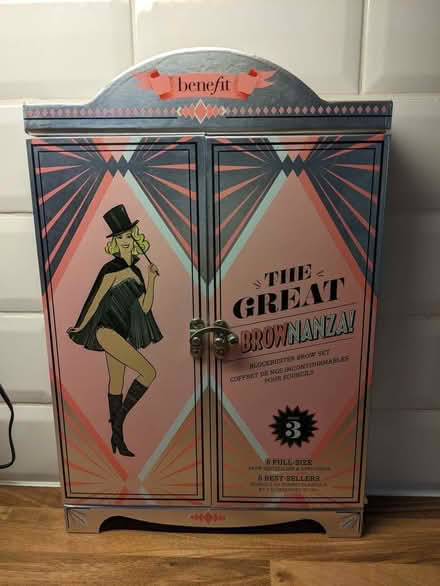 benefit
THE
GREAT
BROWNANZA!
BLOCKBUSTER BROW SET
COFFRET DE NOS INCONTOURNABLES
POUR SOURCILS
3
6 FULL-SIZE
5 BEST-SELLERS